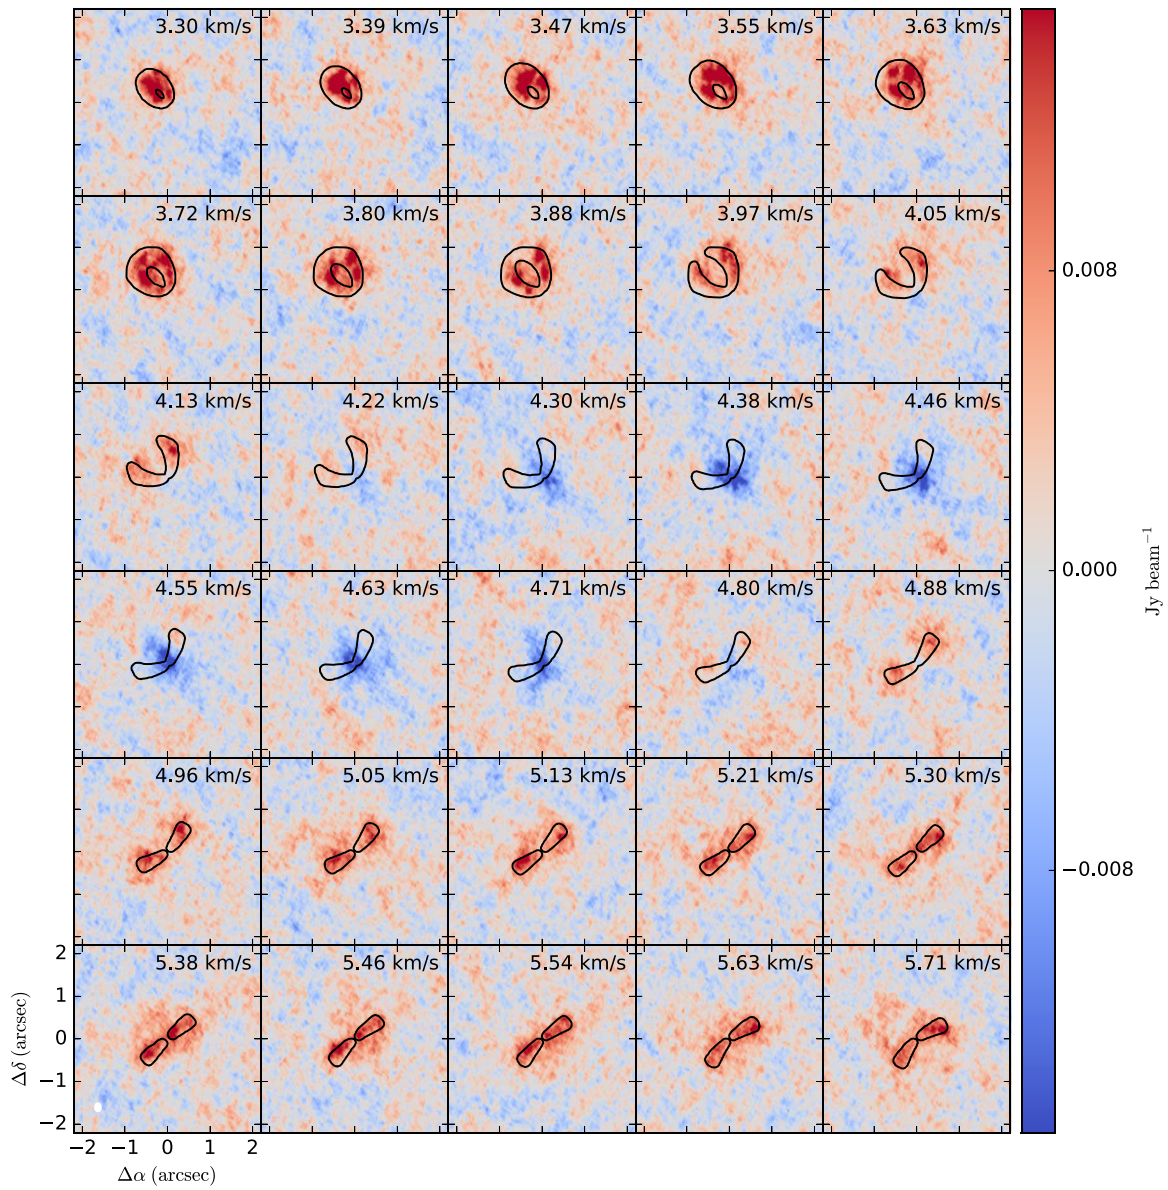 3.30 km/s 3.39 km/s 3.47 km/s 3.55 km/s 3.63 km/s
3.72 km/s 3.80 km/s 3.88 km/s 3.97 km/s 4.05 km/s
0.008
4.13 km/s 4.22 km/s 4.30 km/s 4.38 km/s 4.46 km/s
0.000
Jy beam⁻¹
4.55 km/s 4.63 km/s 4.71 km/s 4.80 km/s 4.88 km/s
4.96 km/s 5.05 km/s 5.13 km/s 5.21 km/s 5.30 km/s
−0.008
5.38 km/s 5.46 km/s 5.54 km/s 5.63 km/s 5.71 km/s
2
1
0
−1
−2
Δδ (arcsec)
−2 −1 0 1 2
Δα (arcsec)